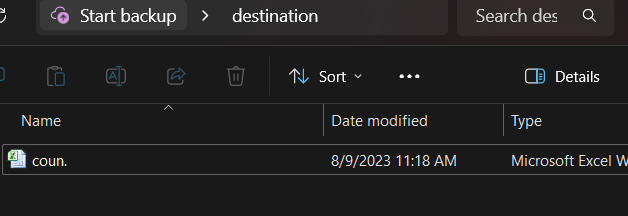 Start backup > destination Search des
Sort ••• Details
Name Date modified Type
coun. 8/9/2023 11:18 AM Microsoft Excel W